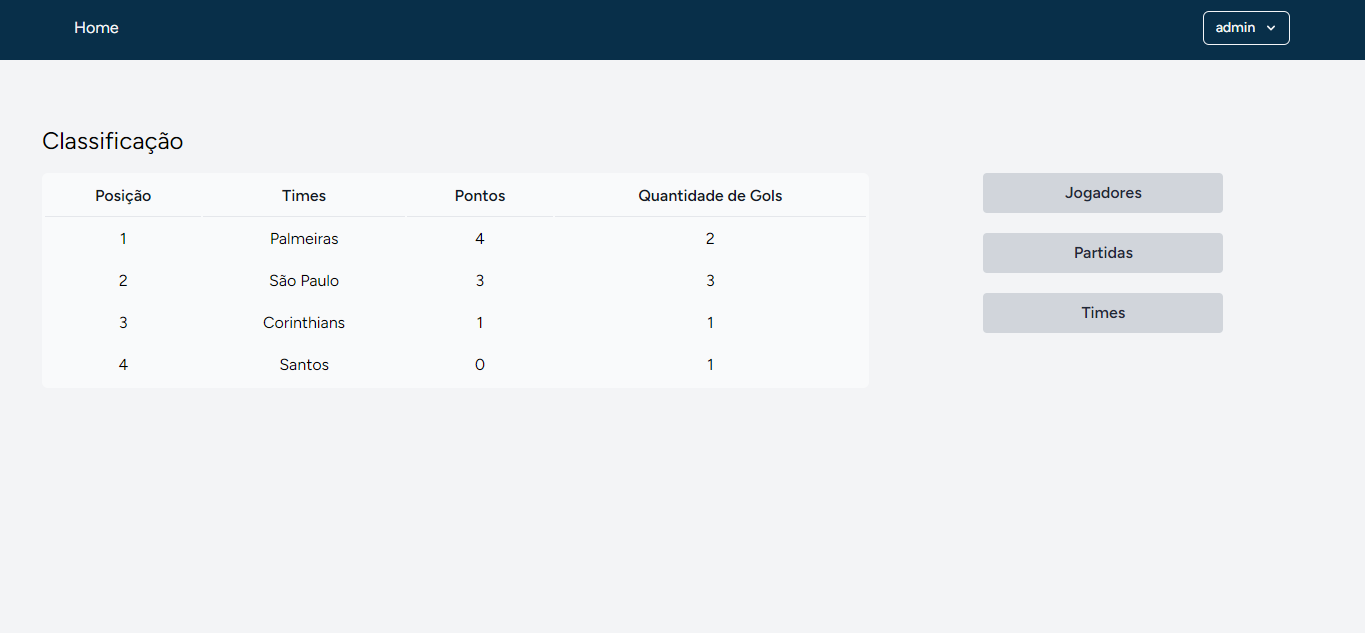 Home
admin
Classificação
Posição Times Pontos Quantidade de Gols
1 Palmeiras 4 2
2 São Paulo 3 3
3 Corinthians 1 1
4 Santos 0 1
Jogadores
Partidas
Times